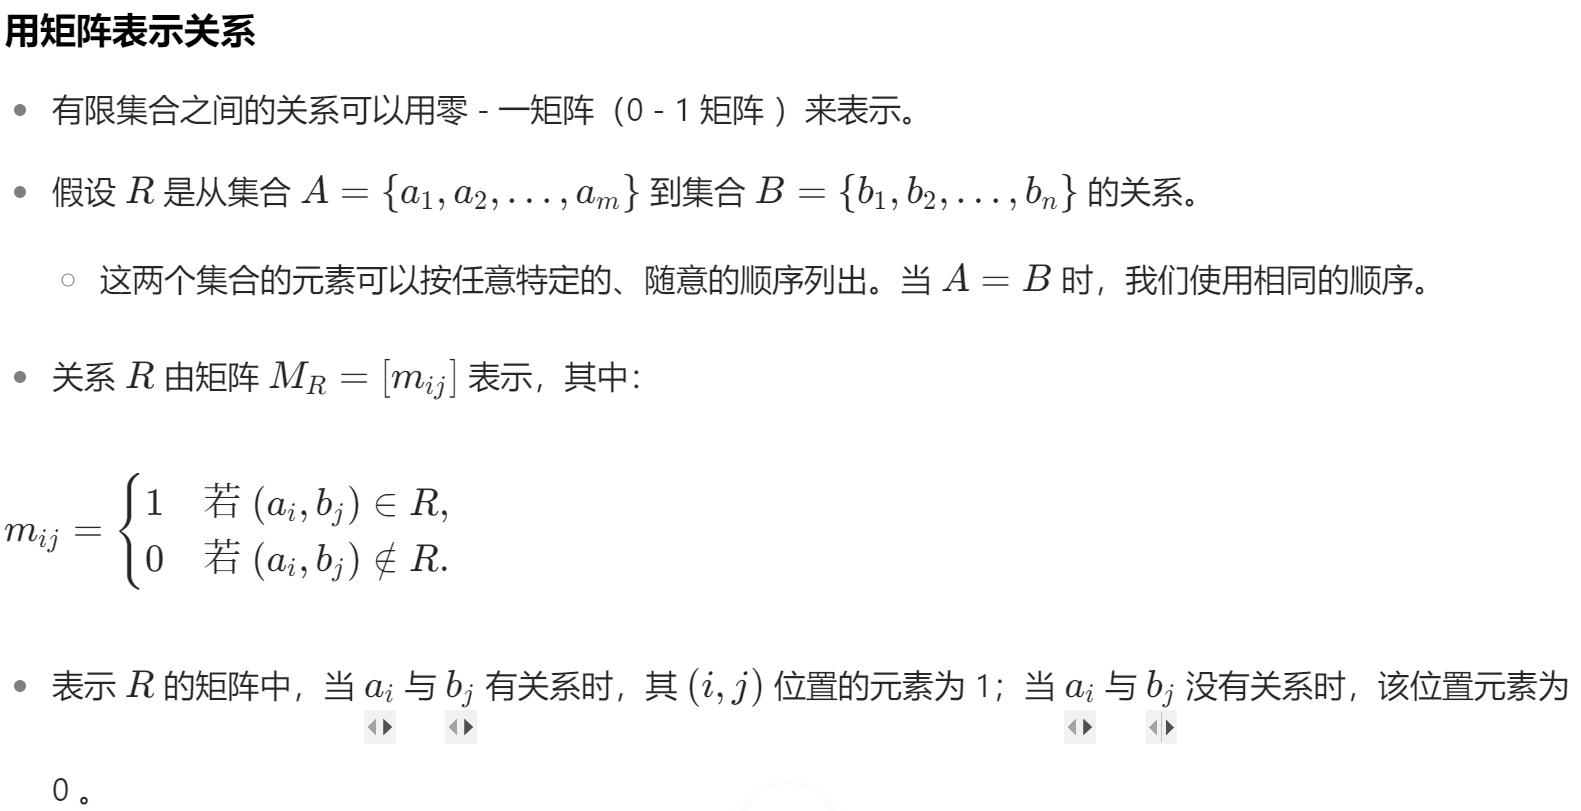 用矩阵表示关系
有限集合之间的关系可以用零 - 一矩阵（0 - 1 矩阵 ）来表示。
假设 R 是从集合 A = {a₁, a₂, . . . , aₘ} 到集合 B = {b₁, b₂, . . . , bₙ} 的关系。
这两个集合的元素可以按任意特定的、随意的顺序列出。当 A = B 时，我们使用相同的顺序。
关系 R 由矩阵 M_R = [m_{ij}] 表示，其中：
m_{ij} = { 1 若 (a_i, b_j) ∈ R,
0 若 (a_i, b_j) ∉ R.
表示 R 的矩阵中，当 a_i 与 b_j 有关系时，其 (i, j) 位置的元素为 1；当 a_i 与 b_j 没有关系时，该位置元素为
0 。